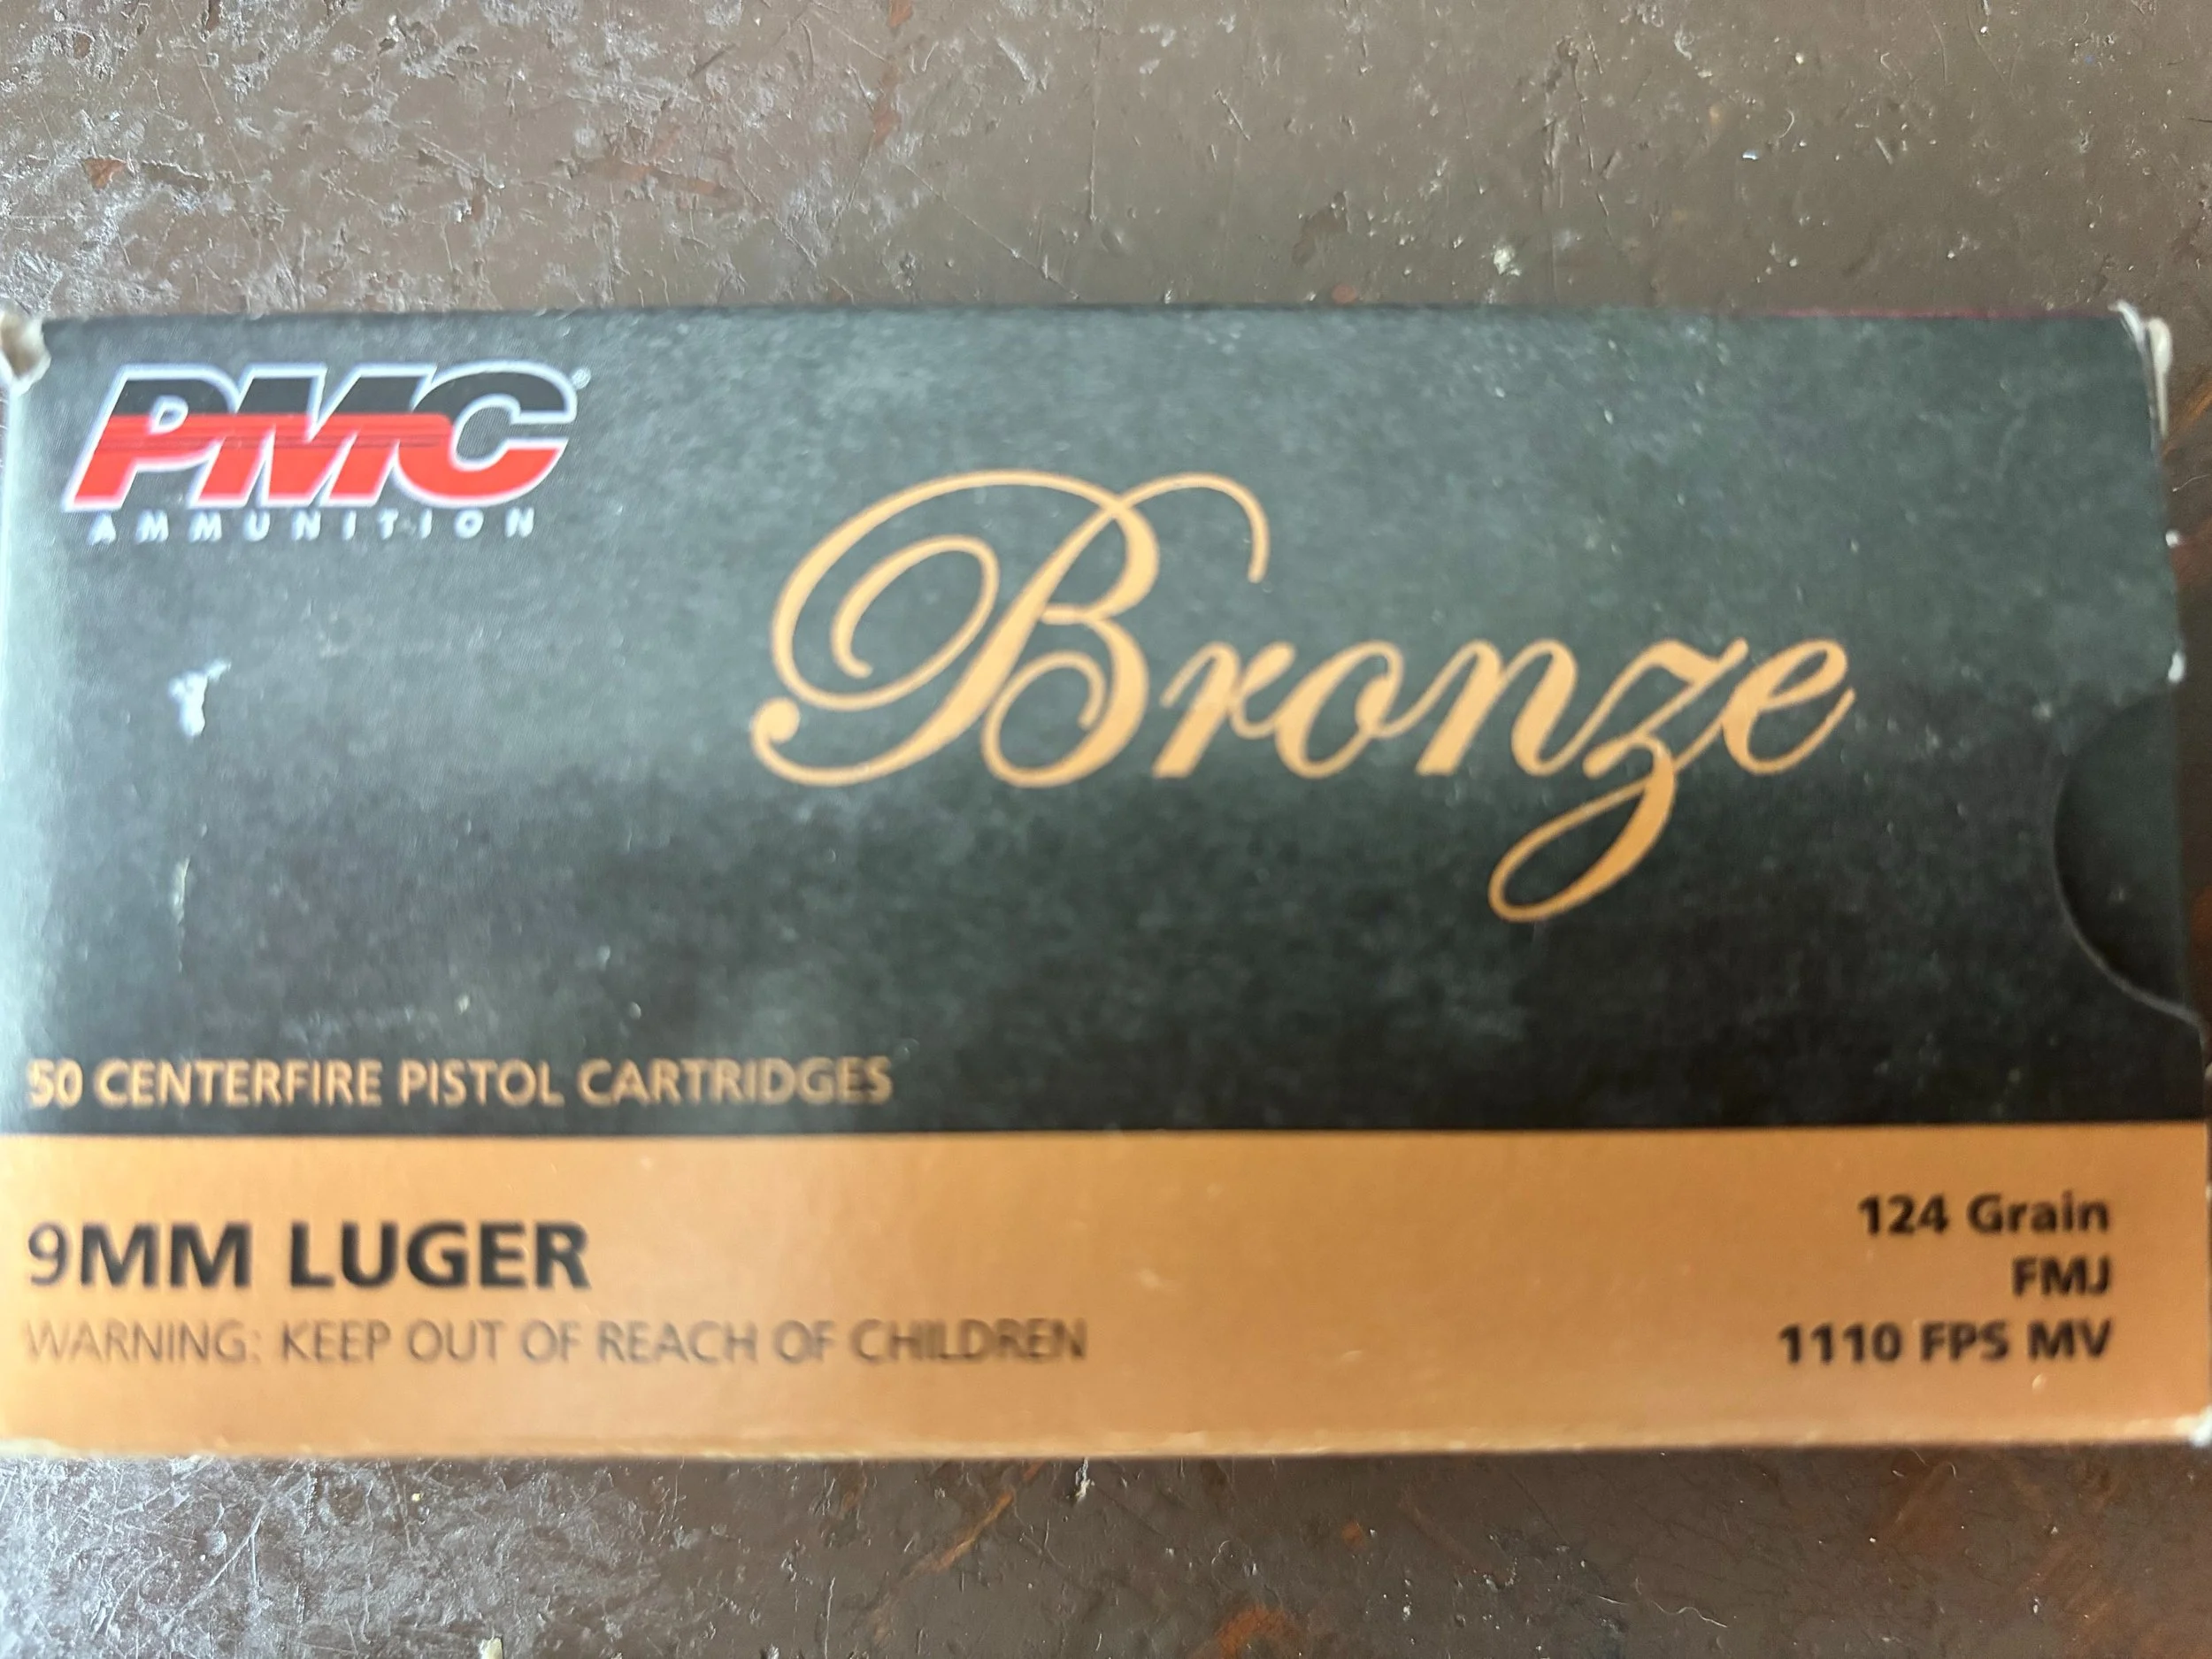 PMC®
AMMUNITION
Bronze
50 CENTERFIRE PISTOL CARTRIDGES
9MM LUGER
WARNING: KEEP OUT OF REACH OF CHILDREN
124 Grain
FMJ
1110 FPS MV